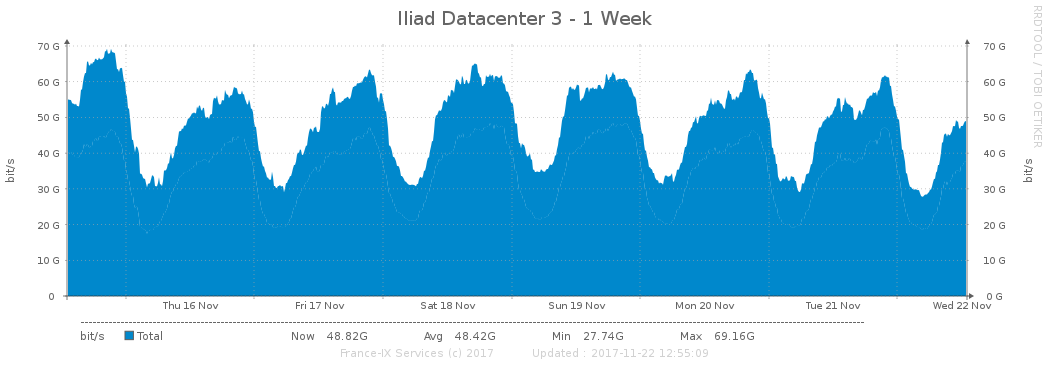 Iliad Datacenter 3 - 1 Week
RRDTOOL / TOBI OETIKER
bit/s
70 G
60 G
50 G
40 G
30 G
20 G
10 G
0
70 G
60 G
50 G
40 G
30 G
20 G
10 G
0 G
bit/s
Thu 16 Nov Fri 17 Nov Sat 18 Nov Sun 19 Nov Mon 20 Nov Tue 21 Nov Wed 22 Nov
bit/s Total Now 48.82G Avg 48.42G Min 27.74G Max 69.16G
France-IX Services (c) 2017 Updated : 2017-11-22 12:55:09